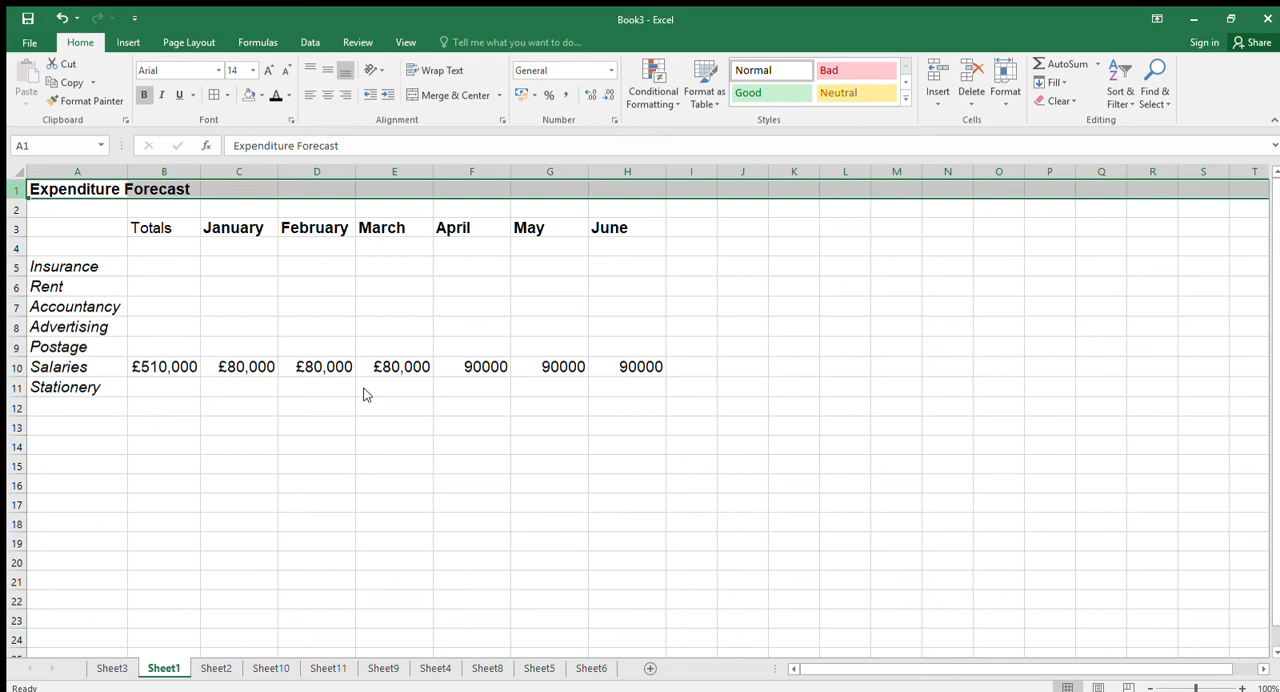 Book3 - Excel
File Home Insert Page Layout Formulas Data Review View Tell me what you want to do... Sign in Share
Paste Cut Copy Format Painter Clipboard
Arial 14 B I U Font
Wrap Text Merge & Center Alignment
General % Number
Conditional Formatting Format as Table Normal Bad Good Neutral Styles
Insert Delete Format Cells
AutoSum Fill Clear Sort & Filter Find & Select Editing
A1 fx Expenditure Forecast
A B C D E F G H I J K L M N O P Q R S T
1 Expenditure Forecast
2
3 Totals January February March April May June
4
5 Insurance
6 Rent
7 Accountancy
8 Advertising
9 Postage
10 Salaries £510,000 £80,000 £80,000 £80,000 90000 90000 90000
11 Stationery
12
13
14
15
16
17
18
19
20
21
22
23
24
Sheet3 Sheet1 Sheet2 Sheet10 Sheet11 Sheet9 Sheet4 Sheet8 Sheet5 Sheet6
Ready 100%